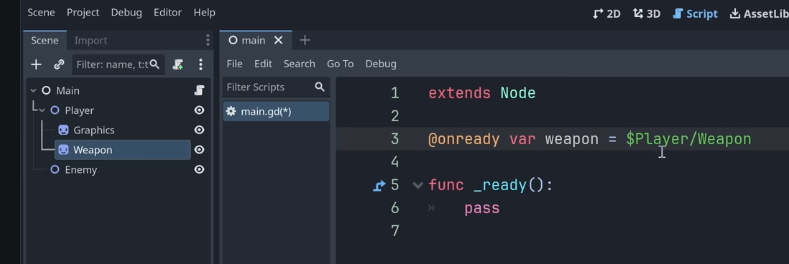 Scene Project Debug Editor Help
2D 3D Script AssetLib
Scene Import
main
Filter: name, t:t
File Edit Search Go To Debug
Main
Player
Graphics
Weapon
Enemy
Filter Scripts
main.gd(*)
1 extends Node
2
3 @onready var weapon = $Player/Weapon
4
5 func _ready():
6 pass
7